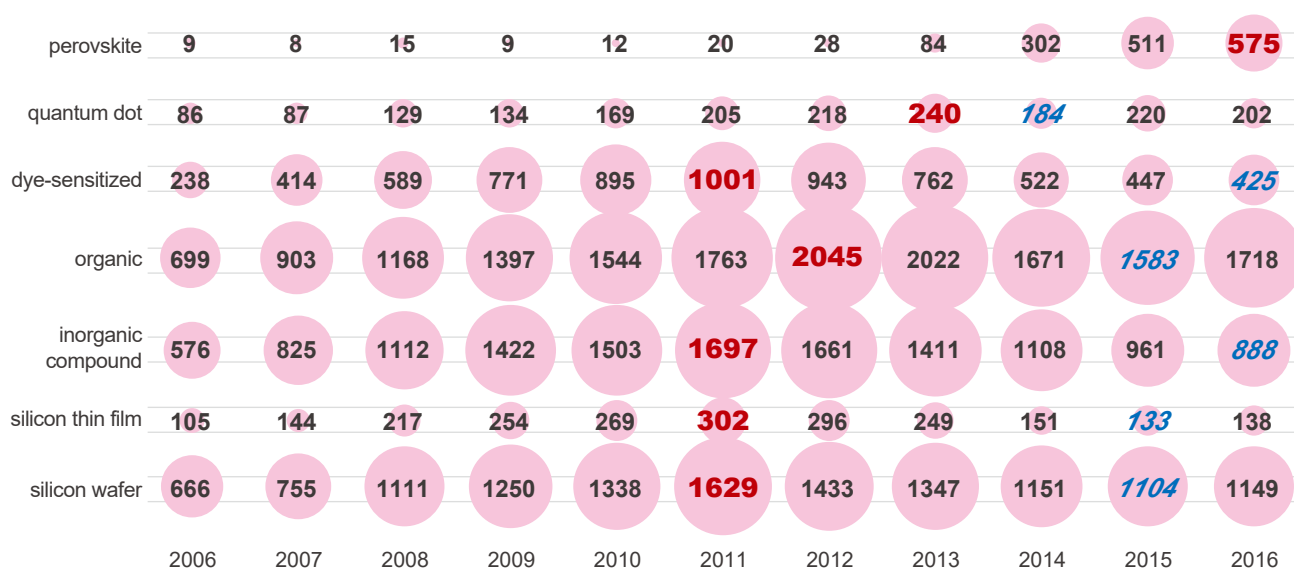 perovskite 9 8 15 9 12 20 28 84 302 511 575
quantum dot 86 87 129 134 169 205 218 240 184 220 202
dye-sensitized 238 414 589 771 895 1001 943 762 522 447 425
organic 699 903 1168 1397 1544 1763 2045 2022 1671 1583 1718
inorganic
compound 576 825 1112 1422 1503 1697 1661 1411 1108 961 888
silicon thin film 105 144 217 254 269 302 296 249 151 133 138
silicon wafer 666 755 1111 1250 1338 1629 1433 1347 1151 1104 1149
2006 2007 2008 2009 2010 2011 2012 2013 2014 2015 2016